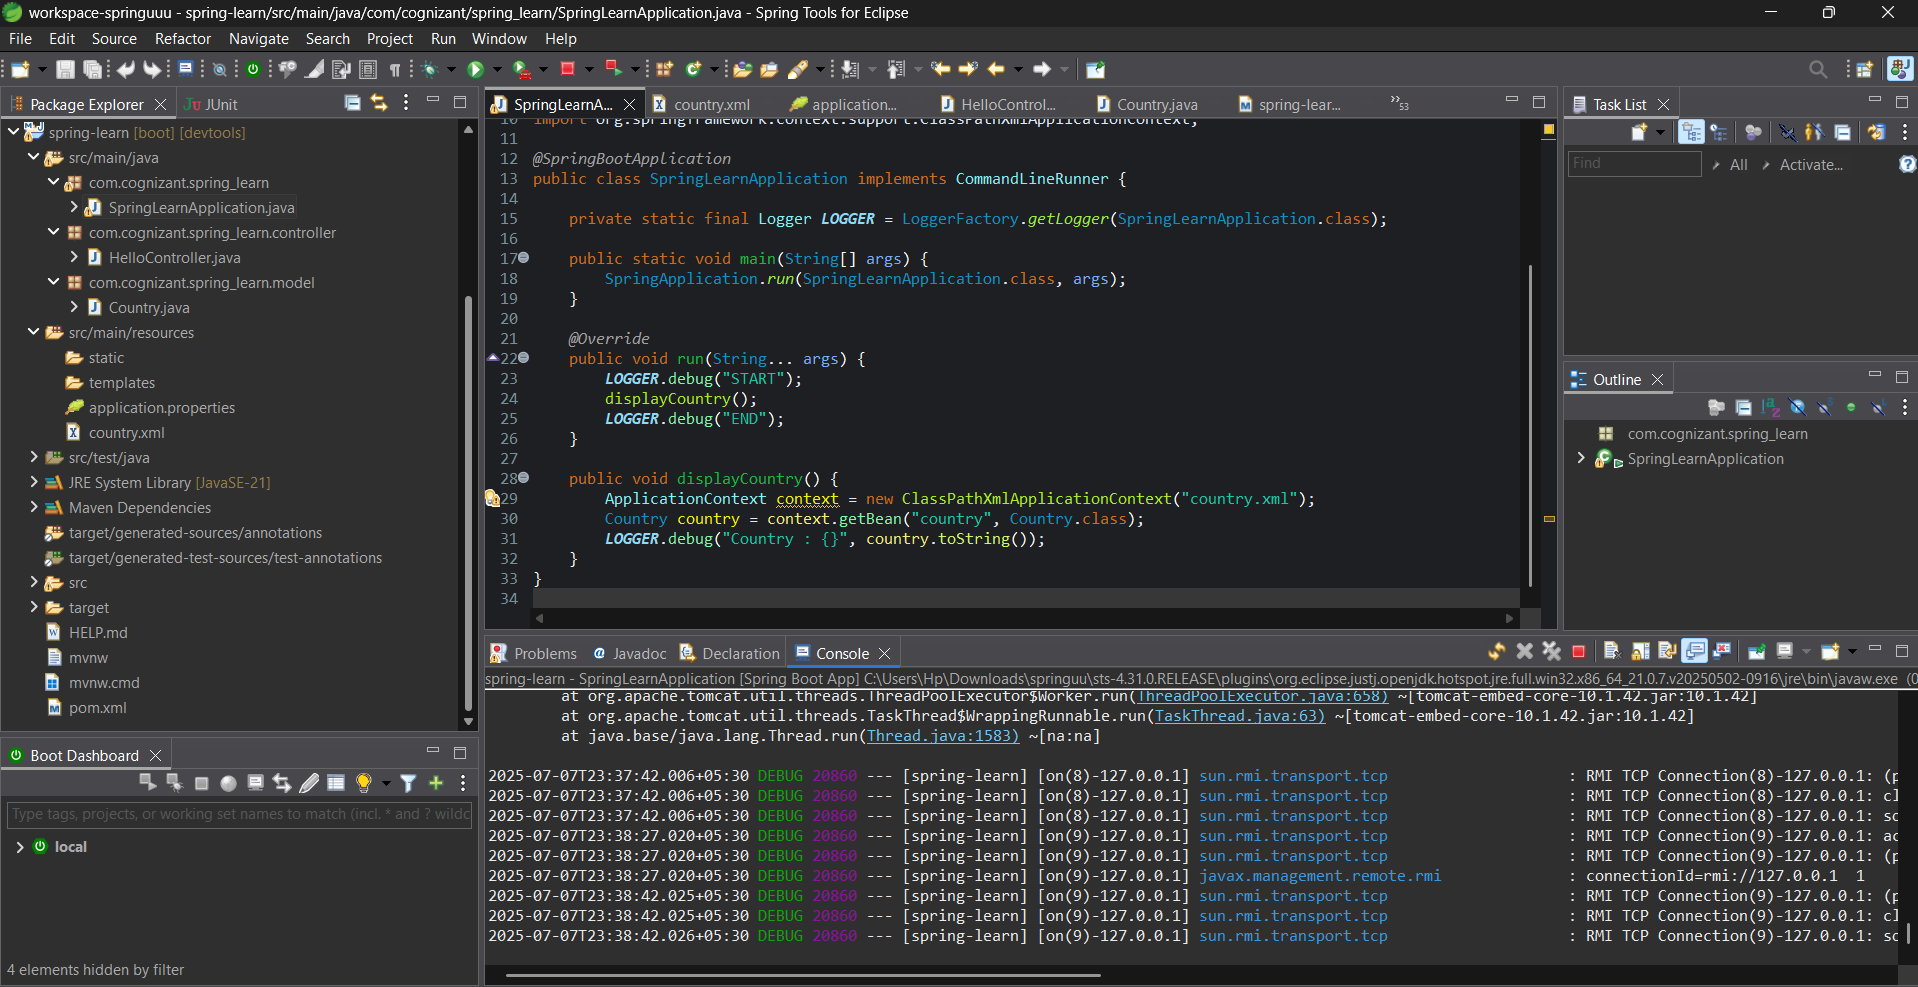 workspace-springuuu - spring-learn/src/main/java/com/cognizant/spring_learn/SpringLearnApplication.java - Spring Tools for Eclipse
File Edit Source Refactor Navigate Search Project Run Window Help
Package Explorer
JUnit
spring-learn [boot] [devtools]
src/main/java
com.cognizant.spring_learn
SpringLearnApplication.java
com.cognizant.spring_learn.controller
HelloController.java
com.cognizant.spring_learn.model
Country.java
src/main/resources
static
templates
application.properties
country.xml
src/test/java
JRE System Library [JavaSE-21]
Maven Dependencies
target/generated-sources/annotations
target/generated-test-sources/test-annotations
src
target
HELP.md
mvnw
mvnw.cmd
pom.xml
Boot Dashboard
Type tags, projects, or working set names to match (incl. * and ? wildc
local
4 elements hidden by filter
SpringLearnA... country.xml application... HelloControl... Country.java spring-lear... »53
10 import org.springframework.context.support.ClassPathXmlApplicationContext;
11
12 @SpringBootApplication
13 public class SpringLearnApplication implements CommandLineRunner {
14
15 private static final Logger LOGGER = LoggerFactory.getLogger(SpringLearnApplication.class);
16
17 public static void main(String[] args) {
18 SpringApplication.run(SpringLearnApplication.class, args);
19 }
20
21 @Override
22 public void run(String... args) {
23 LOGGER.debug("START");
24 displayCountry();
25 LOGGER.debug("END");
26 }
27
28 public void displayCountry() {
29 ApplicationContext context = new ClassPathXmlApplicationContext("country.xml");
30 Country country = context.getBean("country", Country.class);
31 LOGGER.debug("Country : {}", country.toString());
32 }
33 }
34
Problems Javadoc Declaration Console
spring-learn - SpringLearnApplication [Spring Boot App] C:\Users\Hp\Downloads\springuu\sts-4.31.0.RELEASE\plugins\org.eclipse.justj.openjdk.hotspot.jre.full.win32.x86_64_21.0.7.v20250502-0916\jre\bin\javaw.exe (0
at org.apache.tomcat.util.threads.ThreadPoolExecutor$Worker.run(ThreadPoolExecutor.java:658) ~[tomcat-embed-core-10.1.42.jar:10.1.42]
at org.apache.tomcat.util.threads.TaskThread$WrappingRunnable.run(TaskThread.java:63) ~[tomcat-embed-core-10.1.42.jar:10.1.42]
at java.base/java.lang.Thread.run(Thread.java:1583) ~[na:na]
2025-07-07T23:37:42.006+05:30 DEBUG 20860 --- [spring-learn] [on(8)-127.0.0.1] sun.rmi.transport.tcp : RMI TCP Connection(8)-127.0.0.1: (p
2025-07-07T23:37:42.006+05:30 DEBUG 20860 --- [spring-learn] [on(8)-127.0.0.1] sun.rmi.transport.tcp : RMI TCP Connection(8)-127.0.0.1: cl
2025-07-07T23:37:42.006+05:30 DEBUG 20860 --- [spring-learn] [on(8)-127.0.0.1] sun.rmi.transport.tcp : RMI TCP Connection(8)-127.0.0.1: so
2025-07-07T23:38:27.020+05:30 DEBUG 20860 --- [spring-learn] [on(9)-127.0.0.1] sun.rmi.transport.tcp : RMI TCP Connection(9)-127.0.0.1: ac
2025-07-07T23:38:27.020+05:30 DEBUG 20860 --- [spring-learn] [on(9)-127.0.0.1] sun.rmi.transport.tcp : RMI TCP Connection(9)-127.0.0.1: (p
2025-07-07T23:38:27.020+05:30 DEBUG 20860 --- [spring-learn] [on(9)-127.0.0.1] javax.management.remote.rmi : connectionId=rmi://127.0.0.1 1
2025-07-07T23:38:42.025+05:30 DEBUG 20860 --- [spring-learn] [on(9)-127.0.0.1] sun.rmi.transport.tcp : RMI TCP Connection(9)-127.0.0.1: (p
2025-07-07T23:38:42.025+05:30 DEBUG 20860 --- [spring-learn] [on(9)-127.0.0.1] sun.rmi.transport.tcp : RMI TCP Connection(9)-127.0.0.1: cl
2025-07-07T23:38:42.026+05:30 DEBUG 20860 --- [spring-learn] [on(9)-127.0.0.1] sun.rmi.transport.tcp : RMI TCP Connection(9)-127.0.0.1: so
Task List
Find All Activate...
Outline
com.cognizant.spring_learn
SpringLearnApplication